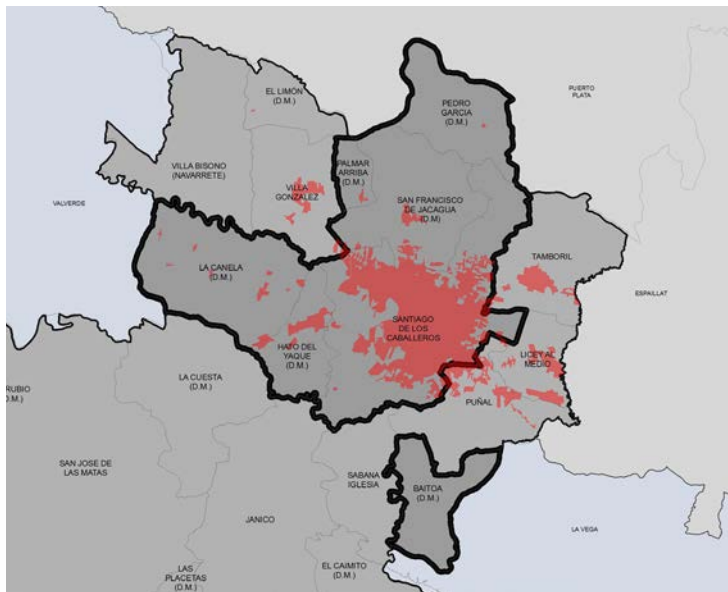 PUERTO
PLATA
EL LIMÓN
(D.M.)
PEDRO
GARCIA
(D.M.)
VILLA BISONO
(NAVARRETE)
PALMAR
ARRIBA
(D.M.)
VILLA
GONZALEZ
SAN FRANCISCO
DE JACAGUA
(D.M)
VALVERDE
TAMBORIL
LA CANELA
(D.M.)
ESPAILLAT
SANTIAGO
DE LOS
CABALLEROS
HATO DEL
YAQUE
(D.M.)
LICEY AL
MEDIO
LA CUESTA
(D.M.)
RUBIO
(D.M.)
PUÑAL
SAN JOSE DE
LAS MATAS
SABANA
IGLESIA
BAITOA
(D.M.)
JANICO
LA VEGA
EL CAIMITO
(D.M.)
LAS
PLACETAS
(D.M.)